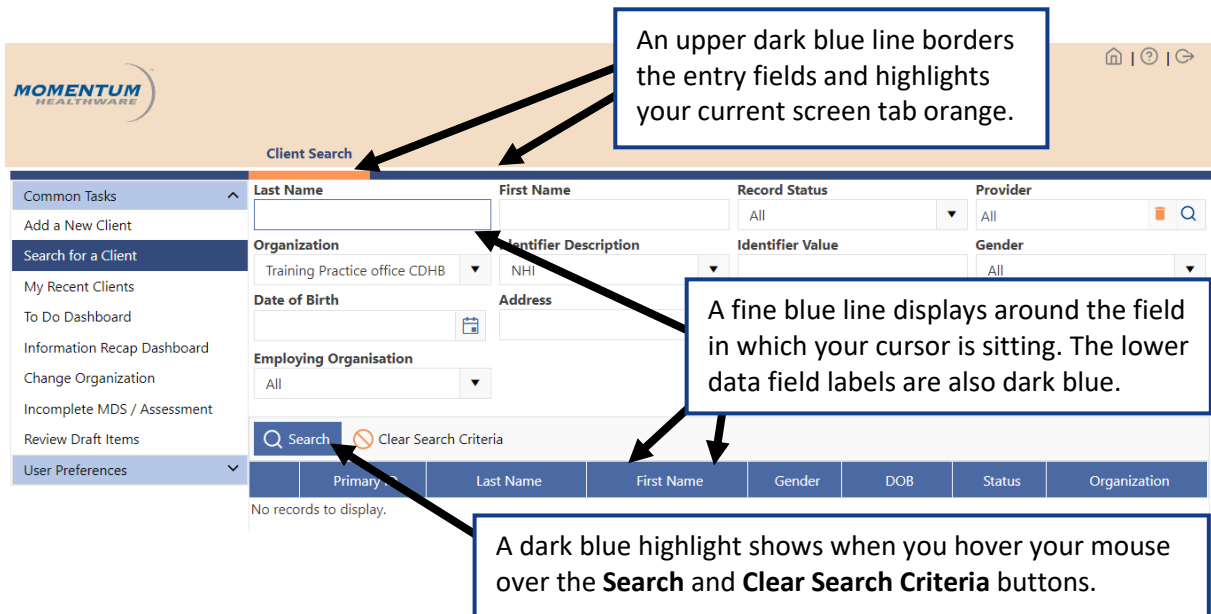 An upper dark blue line borders
the entry fields and highlights
your current screen tab orange.
MOMENTUM
HEALTHWARE
Client Search
Common Tasks
Add a New Client
Search for a Client
My Recent Clients
To Do Dashboard
Information Recap Dashboard
Change Organization
Incomplete MDS / Assessment
Review Draft Items
User Preferences
Last Name First Name Record Status Provider
All All
Organization Identifier Description Identifier Value Gender
Training Practice office CDHB NHI All
Date of Birth Address
Employing Organisation
All
A fine blue line displays around the field
in which your cursor is sitting. The lower
data field labels are also dark blue.
Search Clear Search Criteria
Primary ID Last Name First Name Gender DOB Status Organization
No records to display.
A dark blue highlight shows when you hover your mouse
over the Search and Clear Search Criteria buttons.